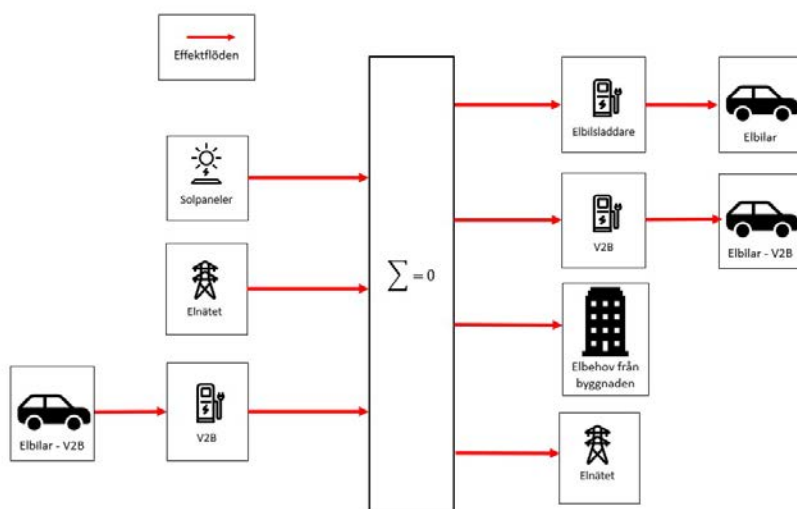 Effektflöden
Solpaneler
Elnätet
Elbilar - V2B
V2B
∑ = 0
Elbilsladdare
Elbilar
V2B
Elbilar - V2B
Elbehov från
byggnaden
Elnätet